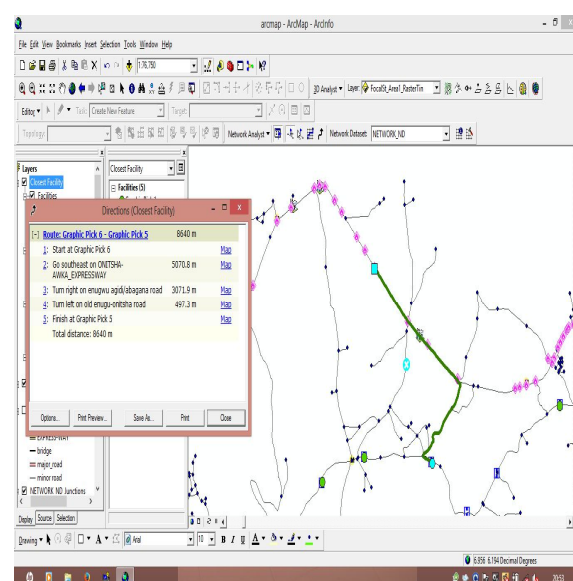 arcmap - ArcMap - ArcInfo
File Edit View Bookmarks Insert Selection Tools Window Help
1:76,750
3D Analyst Layer: FocalSt_Area1_RasterTin
Editor Task: Create New Feature Target:
Topology: Network Analyst Network Dataset: NETWORK_ND
Layers
Closest Facility
Facilities
Closest Facility
Facilities (5)
Directions (Closest Facility)
[-] Route: Graphic Pick 6 - Graphic Pick 5 8640 m
1: Start at Graphic Pick 6 Map
2: Go southeast on ONITSHA-
AWKA_EXPRESSWAY 5070.8 m Map
3: Turn right on enugwu agidi/abagana road 3071.9 m Map
4: Turn left on old enugu-onitsha road 497.3 m Map
5: Finish at Graphic Pick 5 Map
Total distance: 8640 m
Options... Print Preview... Save As... Print Close
EXPRESS-WAY
bridge
major_road
minor road
NETWORK ND Junctions
Display Source Selection
Drawing Arial 10 B I U A
6.956 6.194 Decimal Degrees
20:50